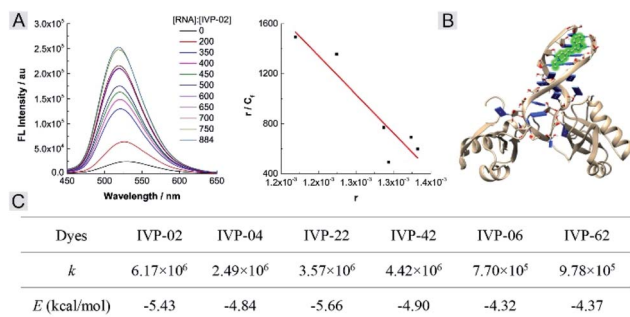 A
FL Intensity / au
3.0x10⁵
2.5x10⁵
2.0x10⁵
1.5x10⁵
1.0x10⁵
5.0x10⁴
0.0
450 500 550 600 650
Wavelength / nm
[RNA]:[IVP-02]
0
200
350
400
450
500
600
650
700
750
884
r / Cf
1600
1200
800
400
1.2x10⁻³ 1.2x10⁻³ 1.3x10⁻³ 1.3x10⁻³ 1.4x10⁻³
r
B
C
Dyes IVP-02 IVP-04 IVP-22 IVP-42 IVP-06 IVP-62
k 6.17×10⁶ 2.49×10⁶ 3.57×10⁶ 4.42×10⁶ 7.70×10⁵ 9.78×10⁵
E (kcal/mol) -5.43 -4.84 -5.66 -4.90 -4.32 -4.37